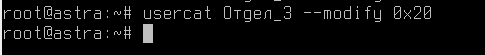 root@astra:~# usercat Отдел_3 --modify 0x20
root@astra:~#